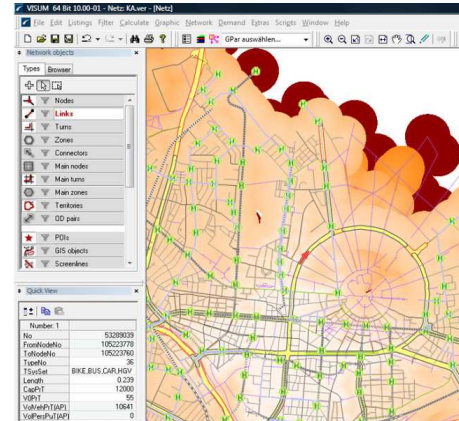 VISUM 64 Bit 10.00-01 - Netz: KA.ver - [Netz]
File Edit Listings Filter Calculate Graphic Network Demand Extras Scripts Window Help
GPar auswählen...
Network objects
Types Browser
Nodes
Links
Turns
Zones
Connectors
Main nodes
Main turns
Main zones
Territories
OD pairs
POIs
GIS objects
Screenlines
Quick View
Number: 1
No 53289039
FromNodeNo 105223778
ToNodeNo 105223760
TypeNo 36
TSysSet BIKE,BUS,CAR,HGV
Length 0.239
CapPrT 12000
V0PrT 55
VolVehPrT(AP) 10641
VolPersPuT(AP) 0